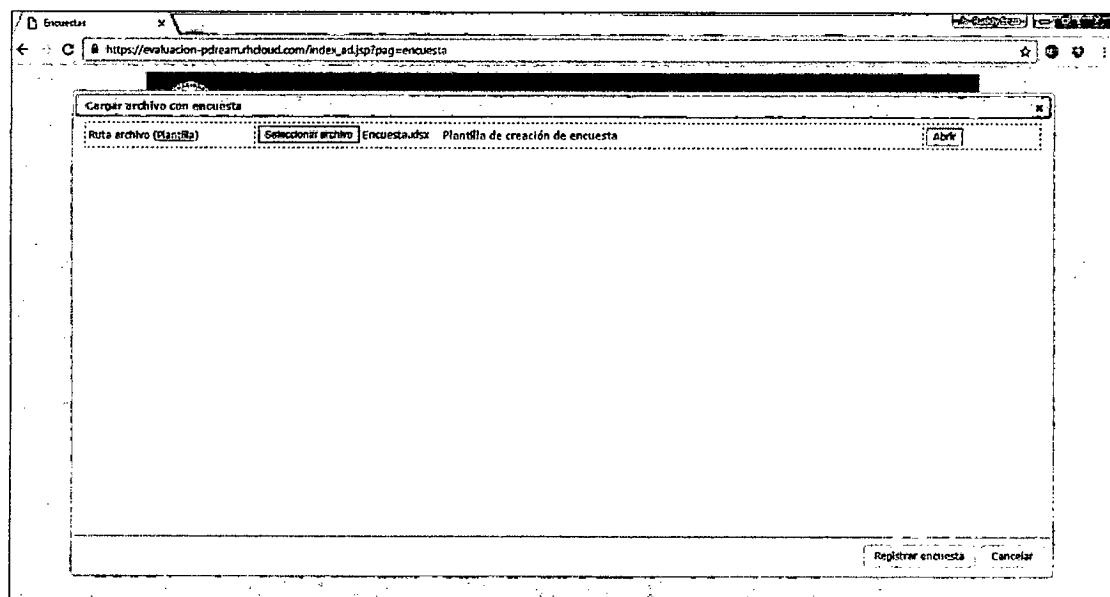 Encuestas
https://evaluacion-pdream.rhcloud.com/index_ad.jsp?pag=encuesta
Cargar archivo con encuesta
Ruta archivo (Plantilla) Seleccionar archivo Encuesta.xlsx Plantilla de creación de encuesta Abrir
Registrar encuesta Cancelar